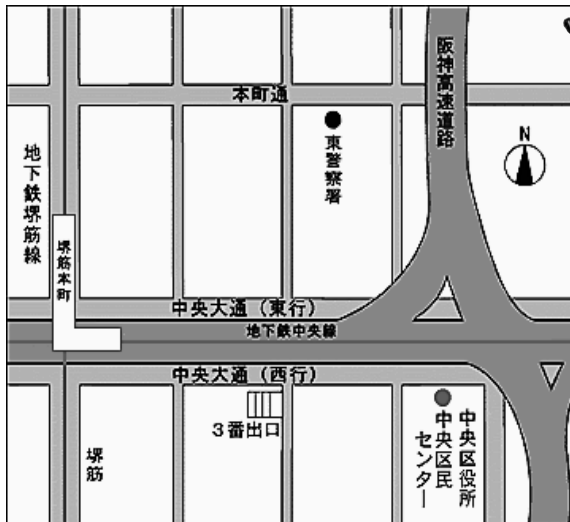 阪神高速道路
本町通
東警察署
N
地下鉄堺筋線
堺筋本町
中央大通(東行)
地下鉄中央線
中央大通(西行)
3番出口
堺筋
中央区役所
中央区民
センター